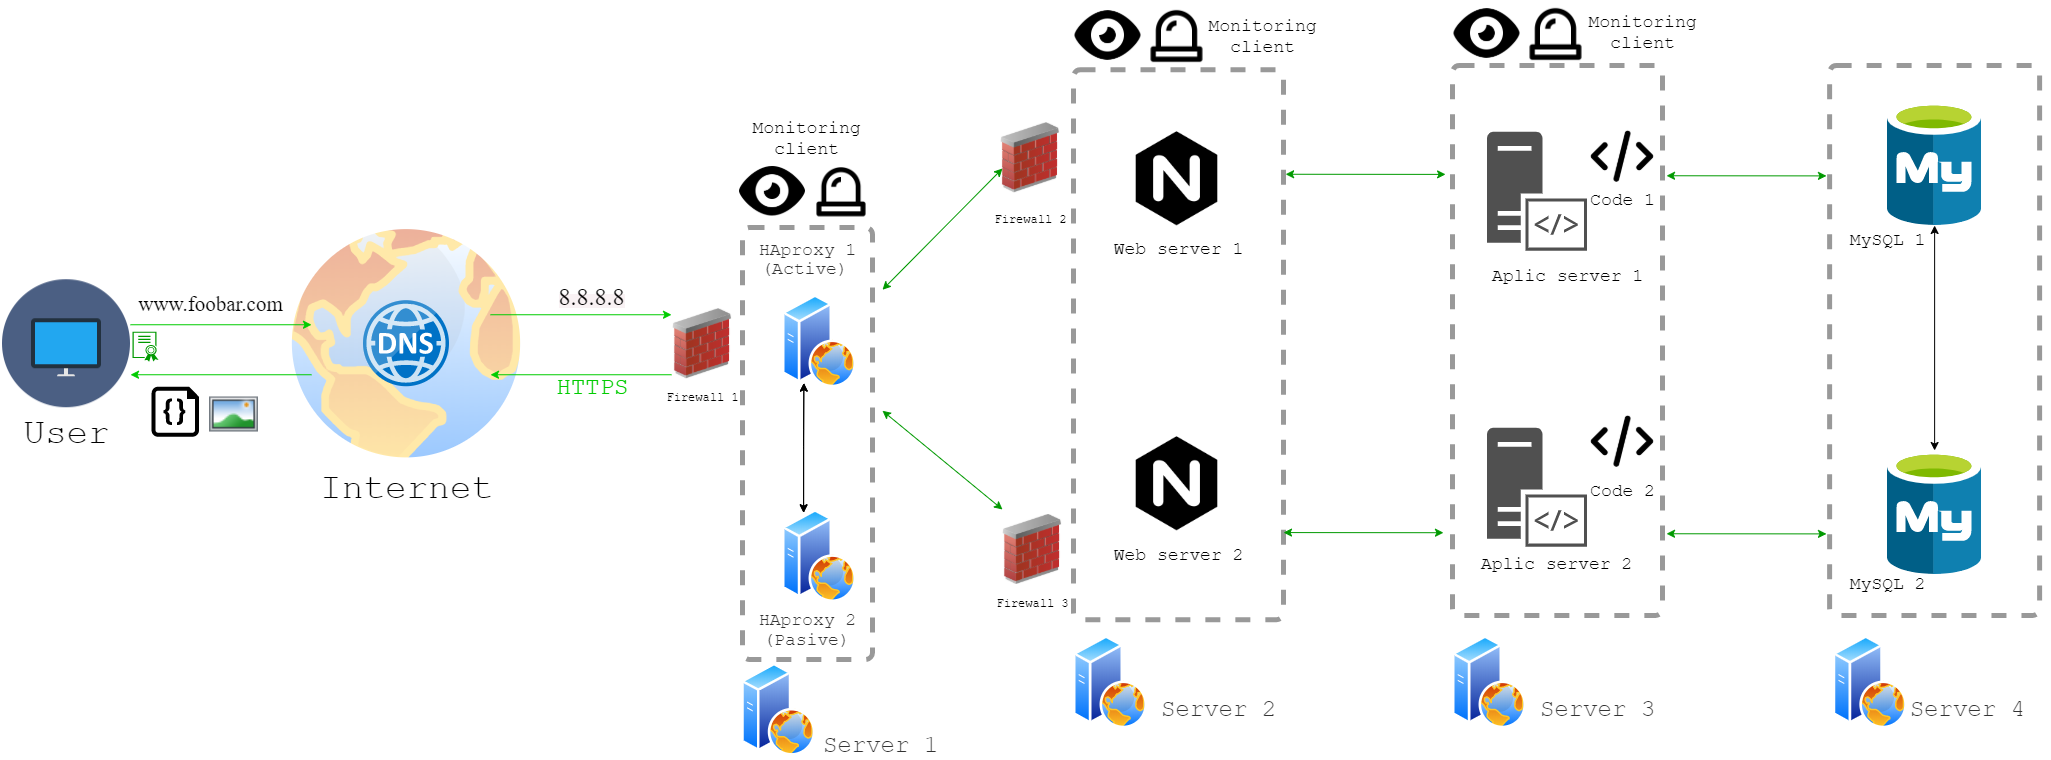 www.foobar.com
{}
User
DNS
Internet
8.8.8.8
HTTPS
Firewall 1
Monitoring
client
HAproxy 1
(Active)
HAproxy 2
(Pasive)
Server 1
Firewall 2
Firewall 3
Monitoring
client
N
Web server 1
N
Web server 2
Server 2
Monitoring
client
</>
Code 1
</>
Aplic server 1
</>
Code 2
</>
Aplic server 2
Server 3
My
MySQL 1
My
MySQL 2
Server 4